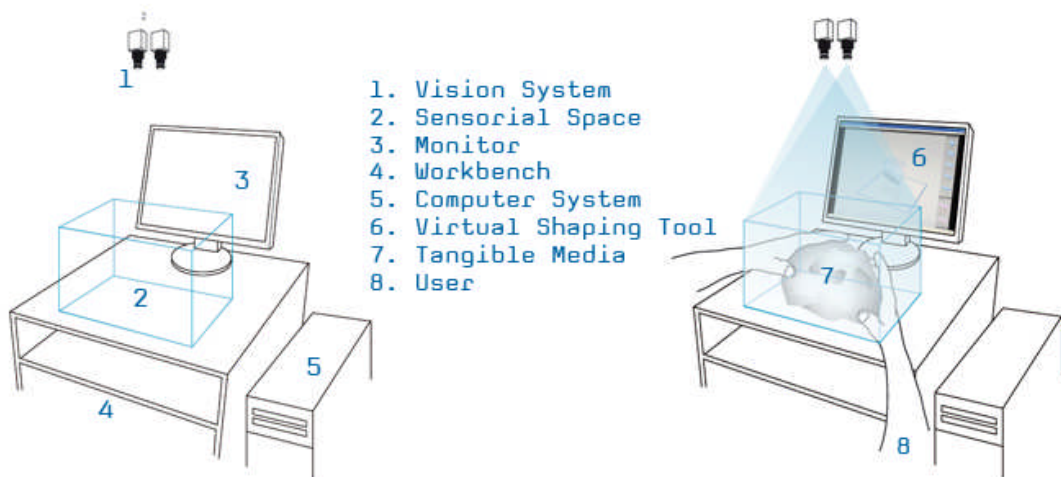 1
3
2
5
4
1. Vision System
2. Sensorial Space
3. Monitor
4. Workbench
5. Computer System
6. Virtual Shaping Tool
7. Tangible Media
8. User
6
7
8